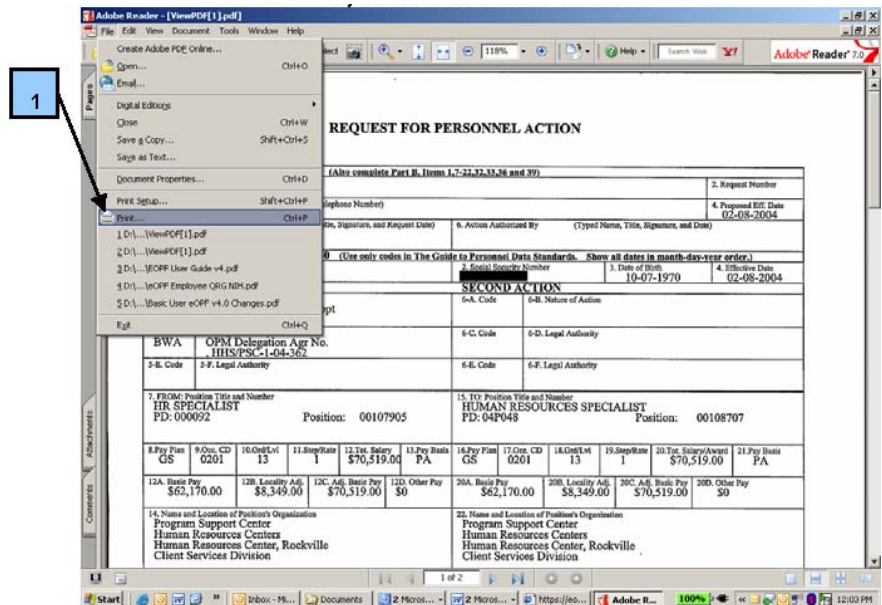 Adobe Reader - [ViewPDF[1].pdf]
File Edit View Document Tools Window Help
118% Help Search Web Y! Adobe Reader 7.0
Create Adobe PDF Online...
Open... Ctrl+O
Email...
Digital Editions
Close Ctrl+W
Save a Copy... Shift+Ctrl+S
Save as Text...
Document Properties... Ctrl+D
Print Setup... Shift+Ctrl+P
Print... Ctrl+P
1 D:\...\ViewPDF[1].pdf
2 D:\...\ViewPDF[1].pdf
3 D:\...\EOPF User Guide v4.pdf
4 D:\...\eOPF Employee QRG NIH.pdf
5 D:\...\Basic User eOPF v4.0 Changes.pdf
Exit Ctrl+Q
1
Pages
Attachments
Comments
REQUEST FOR PERSONNEL ACTION
(Also complete Part B, Items 1,7-22,32,33,36 and 39)
2. Request Number
4. Proposed Eff. Date
02-08-2004
Signature, and Request Date) 6. Action Authorized By (Typed Name, Title, Signature, and Date)
(Use only codes in The Guide to Personnel Data Standards. Show all dates in month-day-year order.)
2. Social Security Number 3. Date of Birth 4. Effective Date
10-07-1970 02-08-2004
SECOND ACTION
6-A. Code 6-B. Nature of Action
6-C. Code 6-D. Legal Authority
BWA OPM Delegation Agr No.
HHS/PSC-1-04-362
5-E. Code 5-F. Legal Authority 6-E. Code 6-F. Legal Authority
7. FROM: Position Title and Number 15. TO: Position Title and Number
HR SPECIALIST HUMAN RESOURCES SPECIALIST
PD: 000092 Position: 00107905 PD: 04P048 Position: 00108707
8.Pay Plan 9.Occ. CD 10.Grd/Lvl 11.Step/Rate 12.Tot. Salary 13.Pay Basis 16.Pay Plan 17.Occ. CD 18.Grd/Lvl 19.Step/Rate 20.Tot. Salary/Award 21.Pay Basis
GS 0201 13 1 $70,519.00 PA GS 0201 13 1 $70,519.00 PA
12A. Basic Pay 12B. Locality Adj. 12C. Adj. Basic Pay 12D. Other Pay 20A. Basic Pay 20B. Locality Adj. 20C. Adj. Basic Pay 20D. Other Pay
$62,170.00 $8,349.00 $70,519.00 $0 $62,170.00 $8,349.00 $70,519.00 $0
14. Name and Location of Position's Organization 22. Name and Location of Position's Organization
Program Support Center Program Support Center
Human Resources Centers Human Resources Centers
Human Resources Center, Rockville Human Resources Center, Rockville
Client Services Division Client Services Division
1 of 2
Start Inbox - Mi... Documents 2 Micros... 2 Micros... https://eo... Adobe R... 100% 12:03 PM